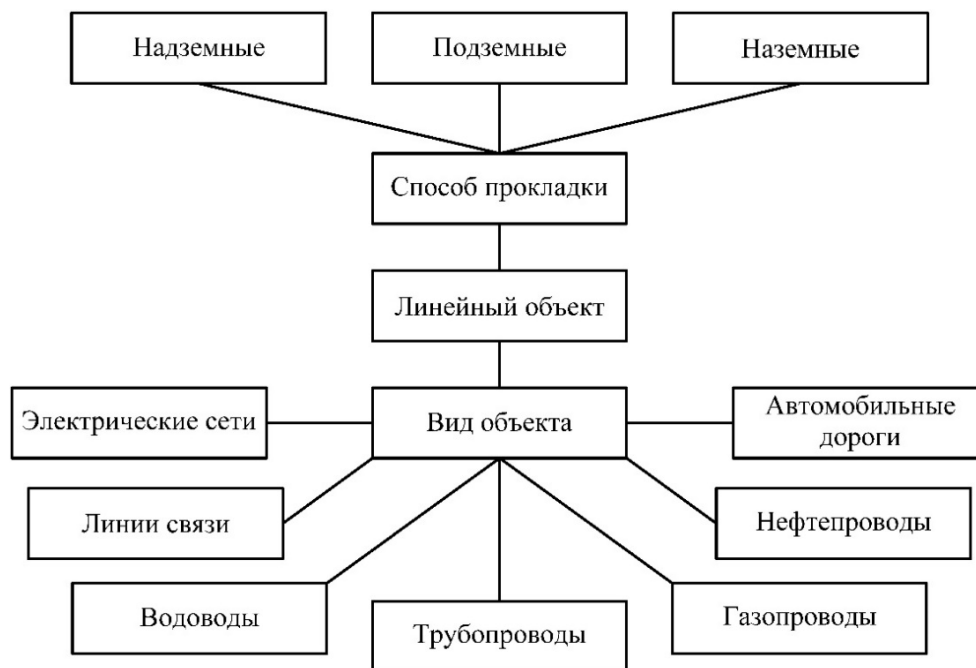 Надземные
Подземные
Наземные
Способ прокладки
Линейный объект
Электрические сети
Вид объекта
Автомобильные
дороги
Линии связи
Нефтепроводы
Водоводы
Трубопроводы
Газопроводы